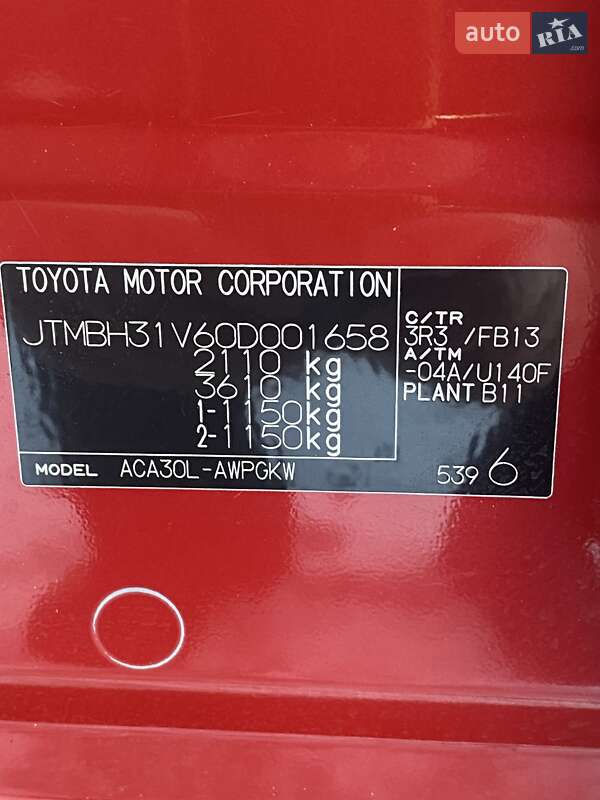 auto RIA.com
TOYOTA MOTOR CORPORATION
JTMBH31V60D001658
2110 kg
3610 kg
1-1150kg
2-1150kg
C/TR
3R3 /FB13
A/TM
-04A/U140F
PLANT B11
MODEL ACA30L-AWPGKW
539 6